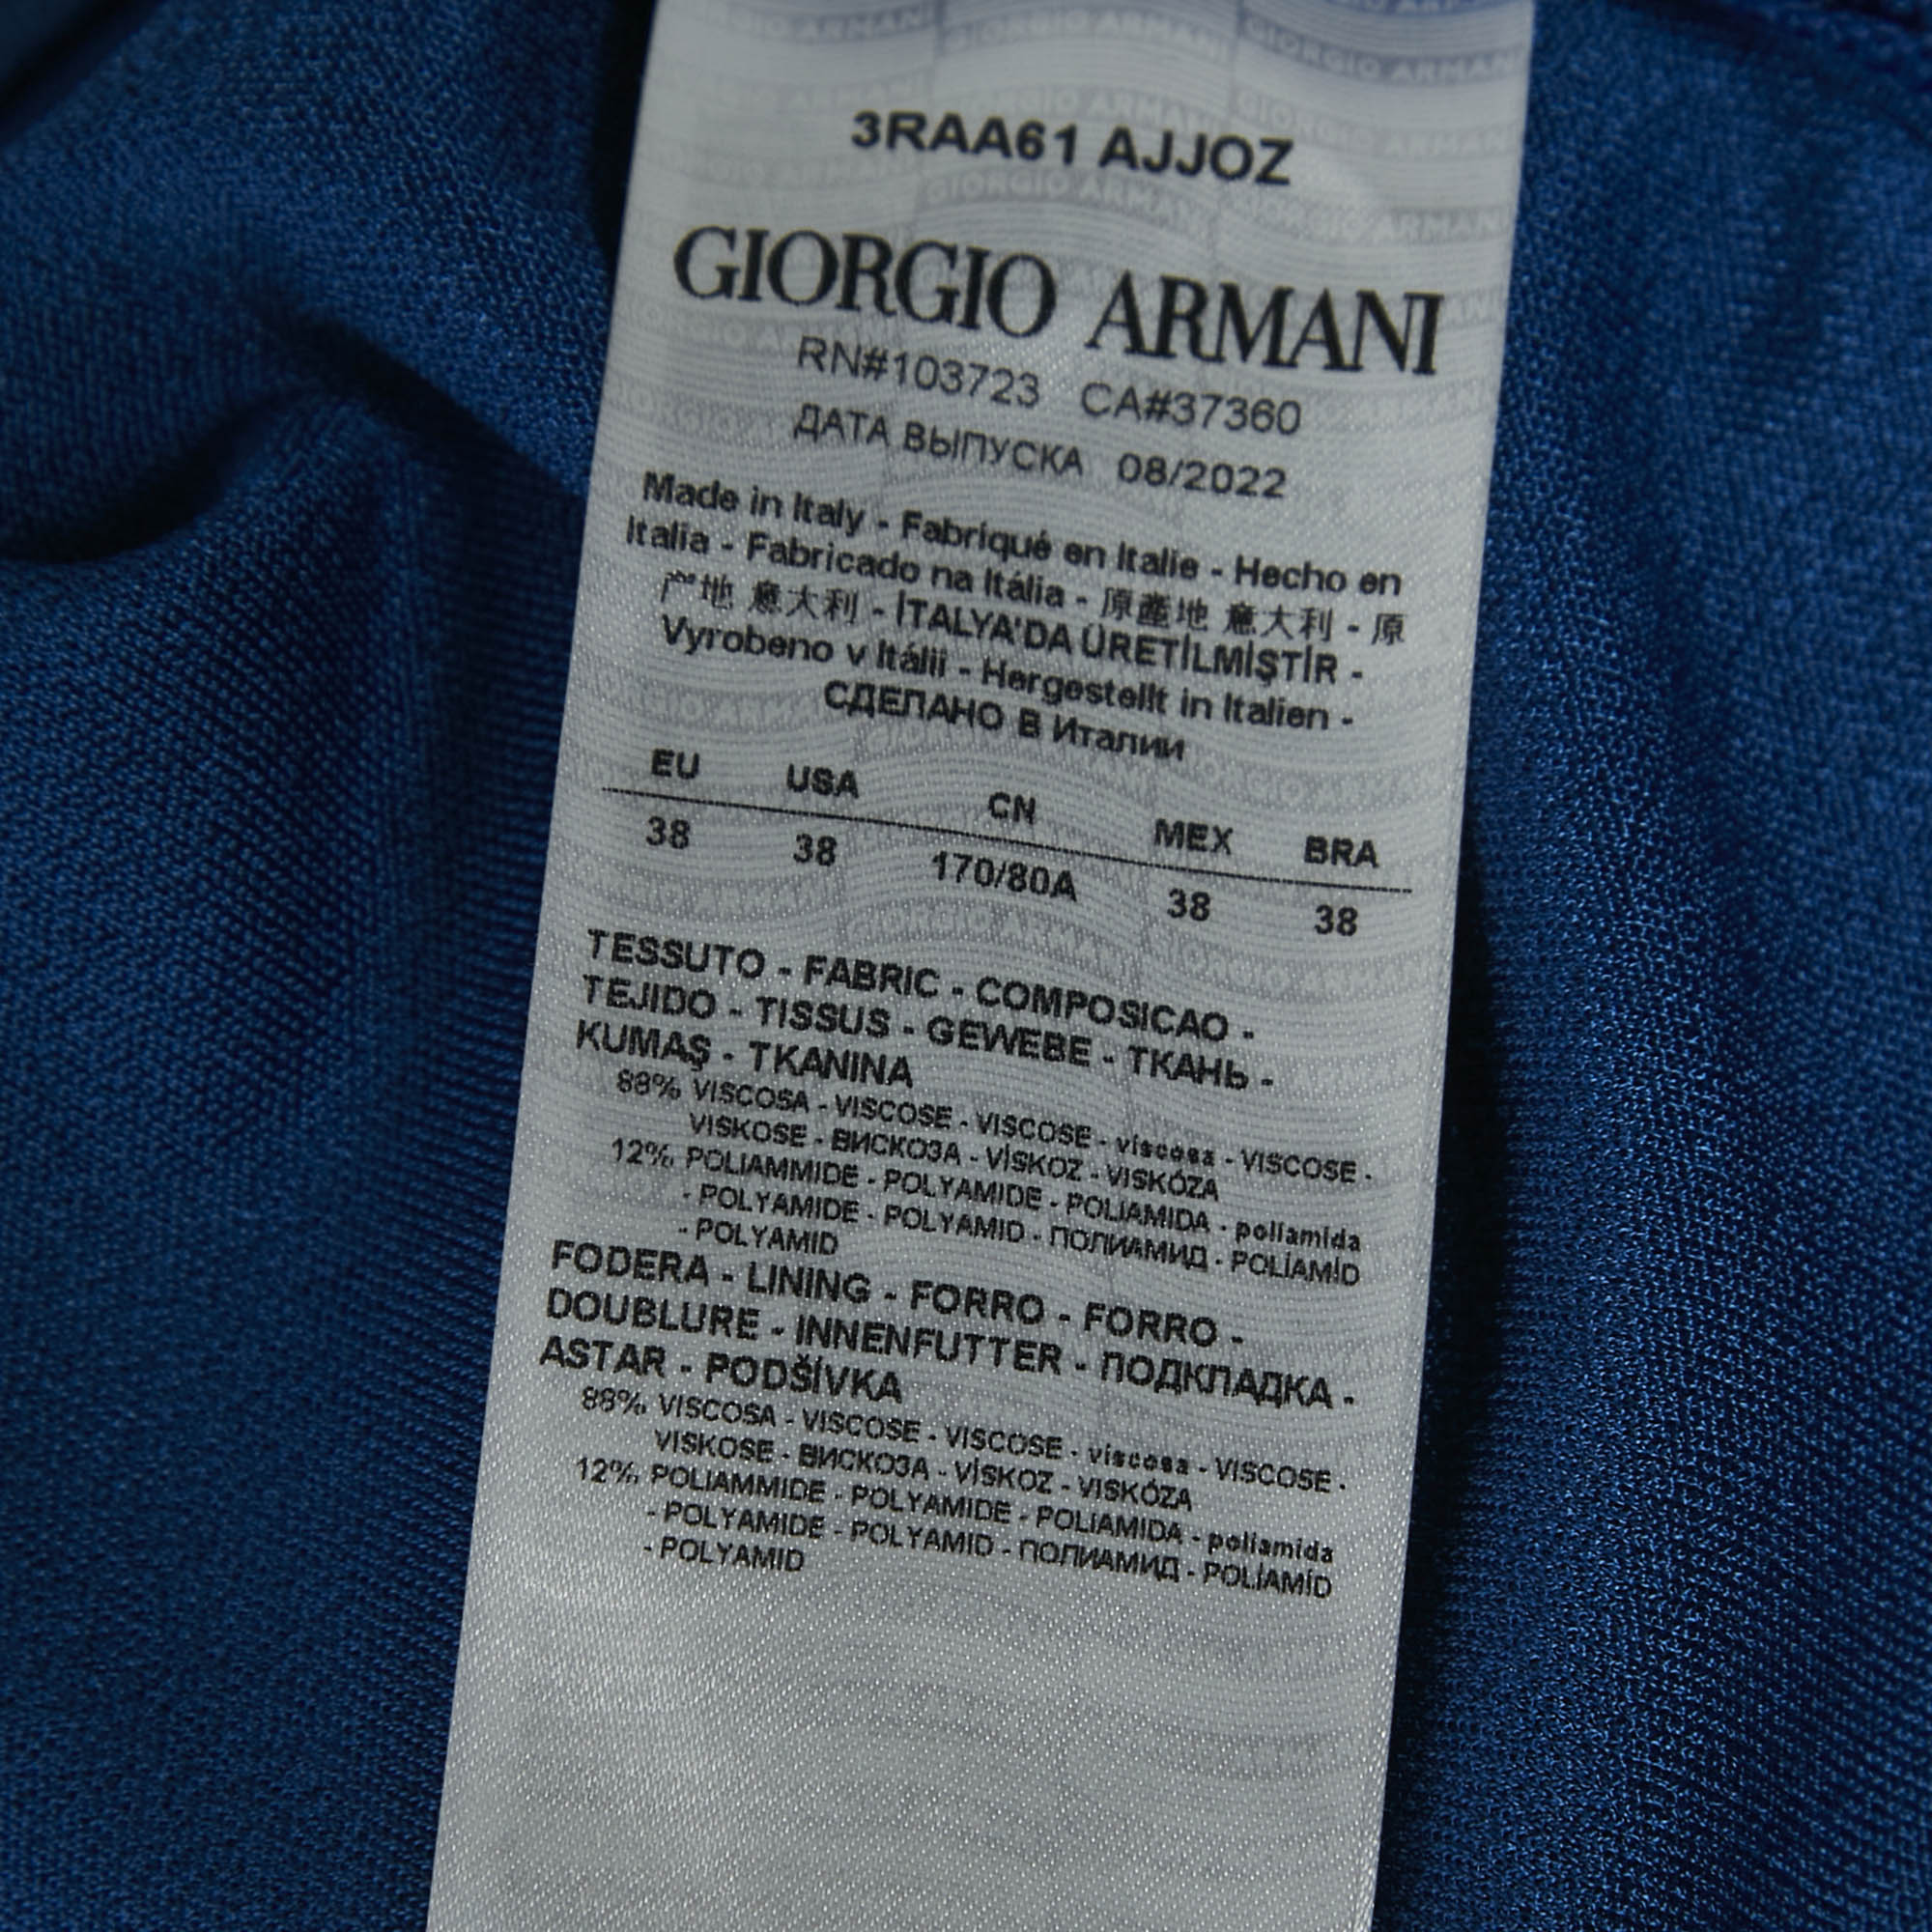 3RAA61 AJJOZ
GIORGIO ARMANI
RN#103723 CA#37360
ДАТА ВЫПУСКА 08/2022
Made in Italy - Fabriqué en Italie - Hecho en
Italia - Fabricado na Itália - 原產地 意大利 - 原
产地 意大利 - İTALYA'DA ÜRETİLMİŞTİR -
Vyrobeno v Itálii - Hergestellt in Italien -
СДЕЛАНО В Италии
EU USA CN MEX BRA
38 38 170/80A 38 38
TESSUTO - FABRIC - COMPOSICAO -
TEJIDO - TISSUS - GEWEBE - ТКАНЬ -
KUMAŞ - TKANINA
88% VISCOSA - VISCOSE - VISCOSE - viscosa - VISCOSE -
VISKOSE - ВИСКОЗА - VİSKOZ - VISKÓZA
12% POLIAMMIDE - POLYAMIDE - POLIAMIDA - poliamida
- POLYAMIDE - POLYAMID - ПОЛИАМИД - POLİAMİD
- POLYAMID
FODERA - LINING - FORRO - FORRO -
DOUBLURE - INNENFUTTER - ПОДКЛАДКА -
ASTAR - PODŠÍVKA
88% VISCOSA - VISCOSE - VISCOSE - viscosa - VISCOSE -
VISKOSE - ВИСКОЗА - VİSKOZ - VISKÓZA
12% POLIAMMIDE - POLYAMIDE - POLIAMIDA - poliamida
- POLYAMIDE - POLYAMID - ПОЛИАМИД - POLİAMİD
- POLYAMID